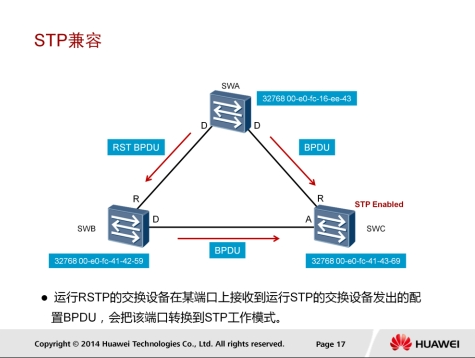 STP兼容
SWA
32768 00-e0-fc-16-ee-43
D D
RST BPDU BPDU
R R
STP Enabled
D A
SWB SWC
BPDU
32768 00-e0-fc-41-42-59 32768 00-e0-fc-41-43-69
● 运行RSTP的交换设备在某端口上接收到运行STP的交换设备发出的配
置BPDU，会把该端口转换到STP工作模式。
Copyright © 2014 Huawei Technologies Co., Ltd. All rights reserved. Page 17 HUAWEI